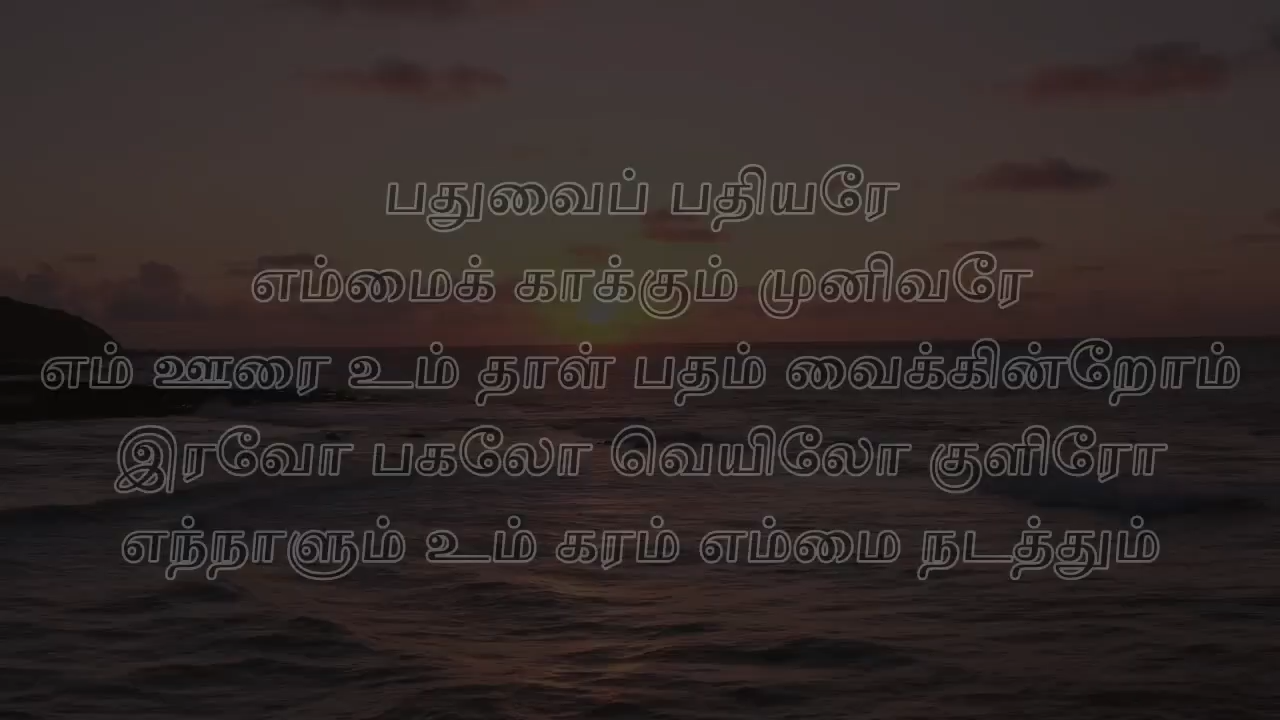 பதுவைப் பதியரே
எம்மைக் காக்கும் முனிவரே
எம் ஊரை உம் தாள் பதம் வைக்கின்றோம்
இரவோ பகலோ வெயிலோ குளிரோ
எந்நாளும் உம் கரம் எம்மை நடத்தும்